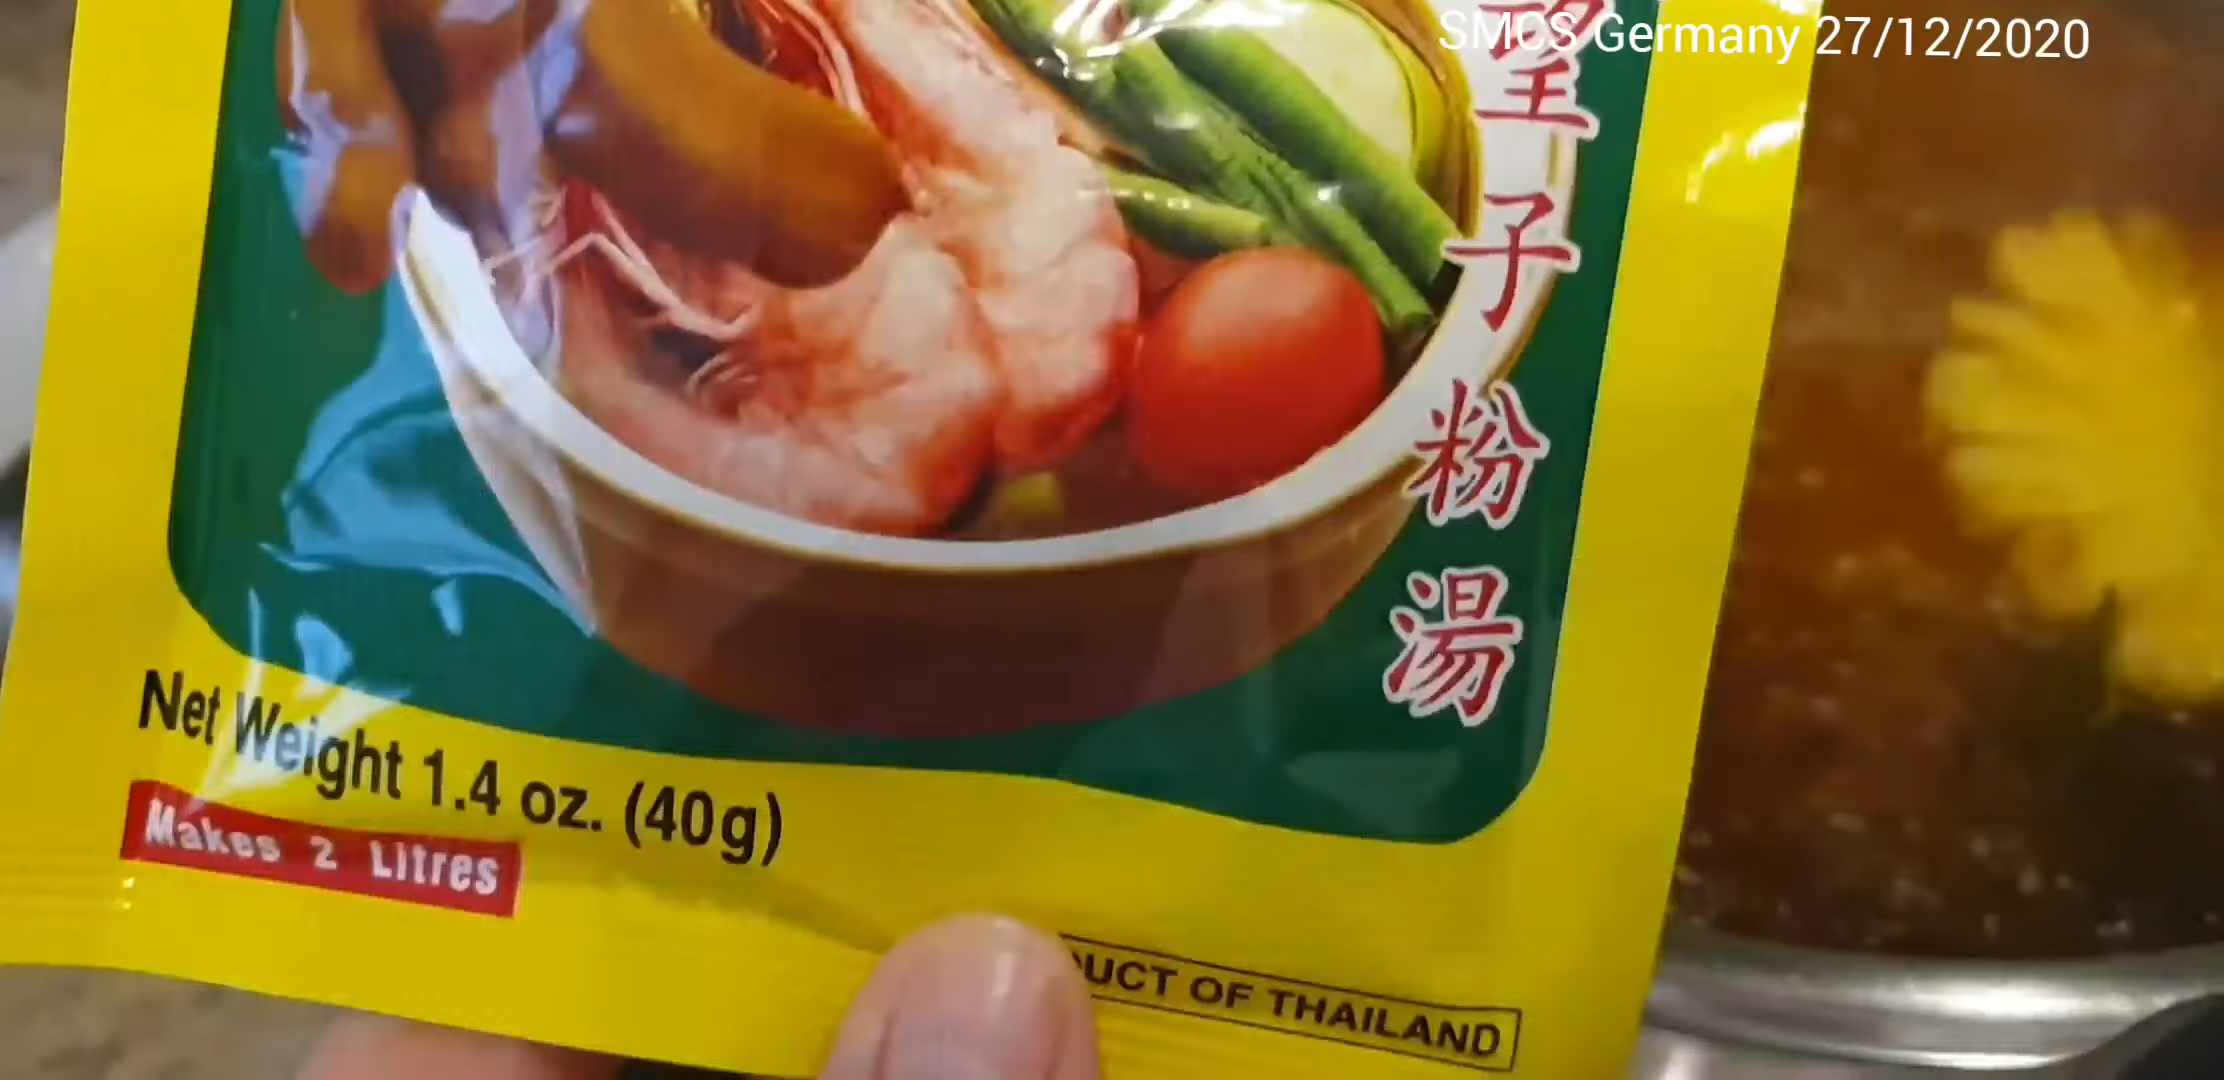 SMCS Germany 27/12/2020
望子粉湯
Net Weight 1.4 oz. (40g)
Makes 2 Litres
UCT OF THAILAND